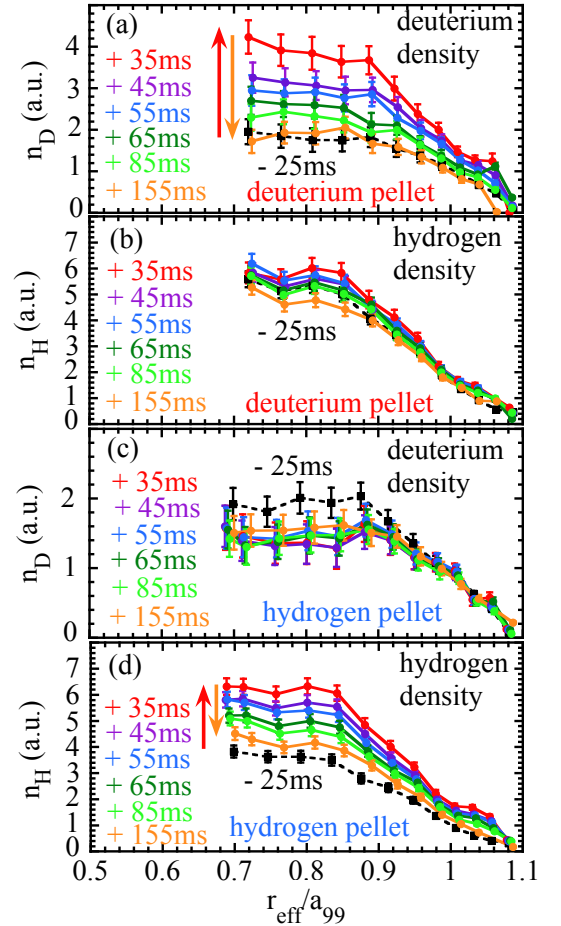 (a)
deuterium
density
4
3
2
1
0
n_D (a.u.)
+ 35ms
+ 45ms
+ 55ms
+ 65ms
+ 85ms
+ 155ms
- 25ms
deuterium pellet
(b)
hydrogen
density
7
6
5
4
3
2
1
0
n_H (a.u.)
+ 35ms
+ 45ms
+ 55ms
+ 65ms
+ 85ms
+ 155ms
- 25ms
deuterium pellet
(c)
deuterium
density
2
1
0
n_D (a.u.)
- 25ms
+ 35ms
+ 45ms
+ 55ms
+ 65ms
+ 85ms
+ 155ms
hydrogen pellet
(d)
hydrogen
density
7
6
5
4
3
2
1
0
n_H (a.u.)
+ 35ms
+ 45ms
+ 55ms
+ 65ms
+ 85ms
+ 155ms
- 25ms
hydrogen pellet
0.5 0.6 0.7 0.8 0.9 1 1.1
r_eff/a_99